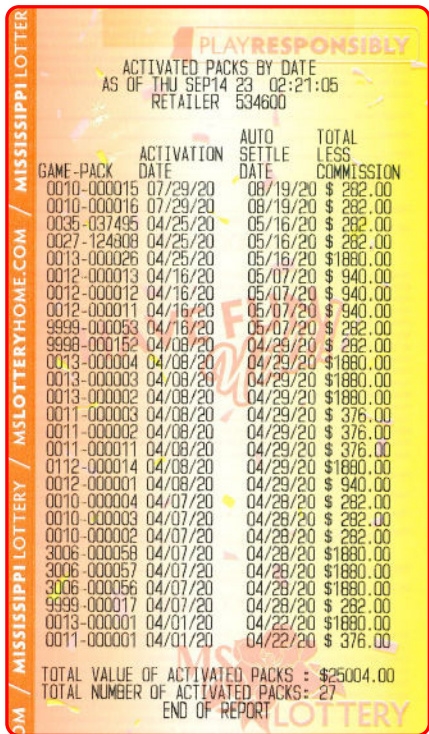 PLAYRESPONSIBLY
ACTIVATED PACKS BY DATE
AS OF THU SEP14 23 02:21:05
RETAILER 534600
AUTO TOTAL
ACTIVATION SETTLE LESS
GAME-PACK DATE DATE COMMISSION
0010-000015 07/29/20 08/19/20 $ 282.00
0010-000016 07/29/20 08/19/20 $ 282.00
0035-037495 04/25/20 05/16/20 $ 282.00
0027-124808 04/25/20 05/16/20 $ 282.00
0013-000026 04/25/20 05/16/20 $1880.00
0012-000013 04/16/20 05/07/20 $ 940.00
0012-000012 04/16/20 05/07/20 $ 940.00
0012-000011 04/16/20 05/07/20 $ 940.00
9999-000053 04/16/20 05/07/20 $ 282.00
9998-000152 04/08/20 04/29/20 $ 282.00
0013-000004 04/08/20 04/29/20 $1880.00
0013-000003 04/08/20 04/29/20 $1880.00
0013-000002 04/08/20 04/29/20 $1880.00
0011-000003 04/08/20 04/29/20 $ 376.00
0011-000002 04/08/20 04/29/20 $ 376.00
0011-000011 04/08/20 04/29/20 $ 376.00
0112-000014 04/08/20 04/29/20 $1880.00
0012-000001 04/08/20 04/29/20 $ 940.00
0010-000004 04/07/20 04/28/20 $ 282.00
0010-000003 04/07/20 04/28/20 $ 282.00
0010-000002 04/07/20 04/28/20 $ 282.00
3006-000058 04/07/20 04/28/20 $1880.00
3006-000057 04/07/20 04/28/20 $1880.00
3006-000056 04/07/20 04/28/20 $1880.00
9999-000017 04/07/20 04/28/20 $ 282.00
0013-000001 04/01/20 04/22/20 $1880.00
0011-000001 04/01/20 04/22/20 $ 376.00
TOTAL VALUE OF ACTIVATED PACKS : $25004.00
TOTAL NUMBER OF ACTIVATED PACKS: 27
END OF REPORT
MS LOTTERY
OM / MISSISSIPPI LOTTERY / MSLOTTERYHOME.COM / MISSISSIPPI LOTTER